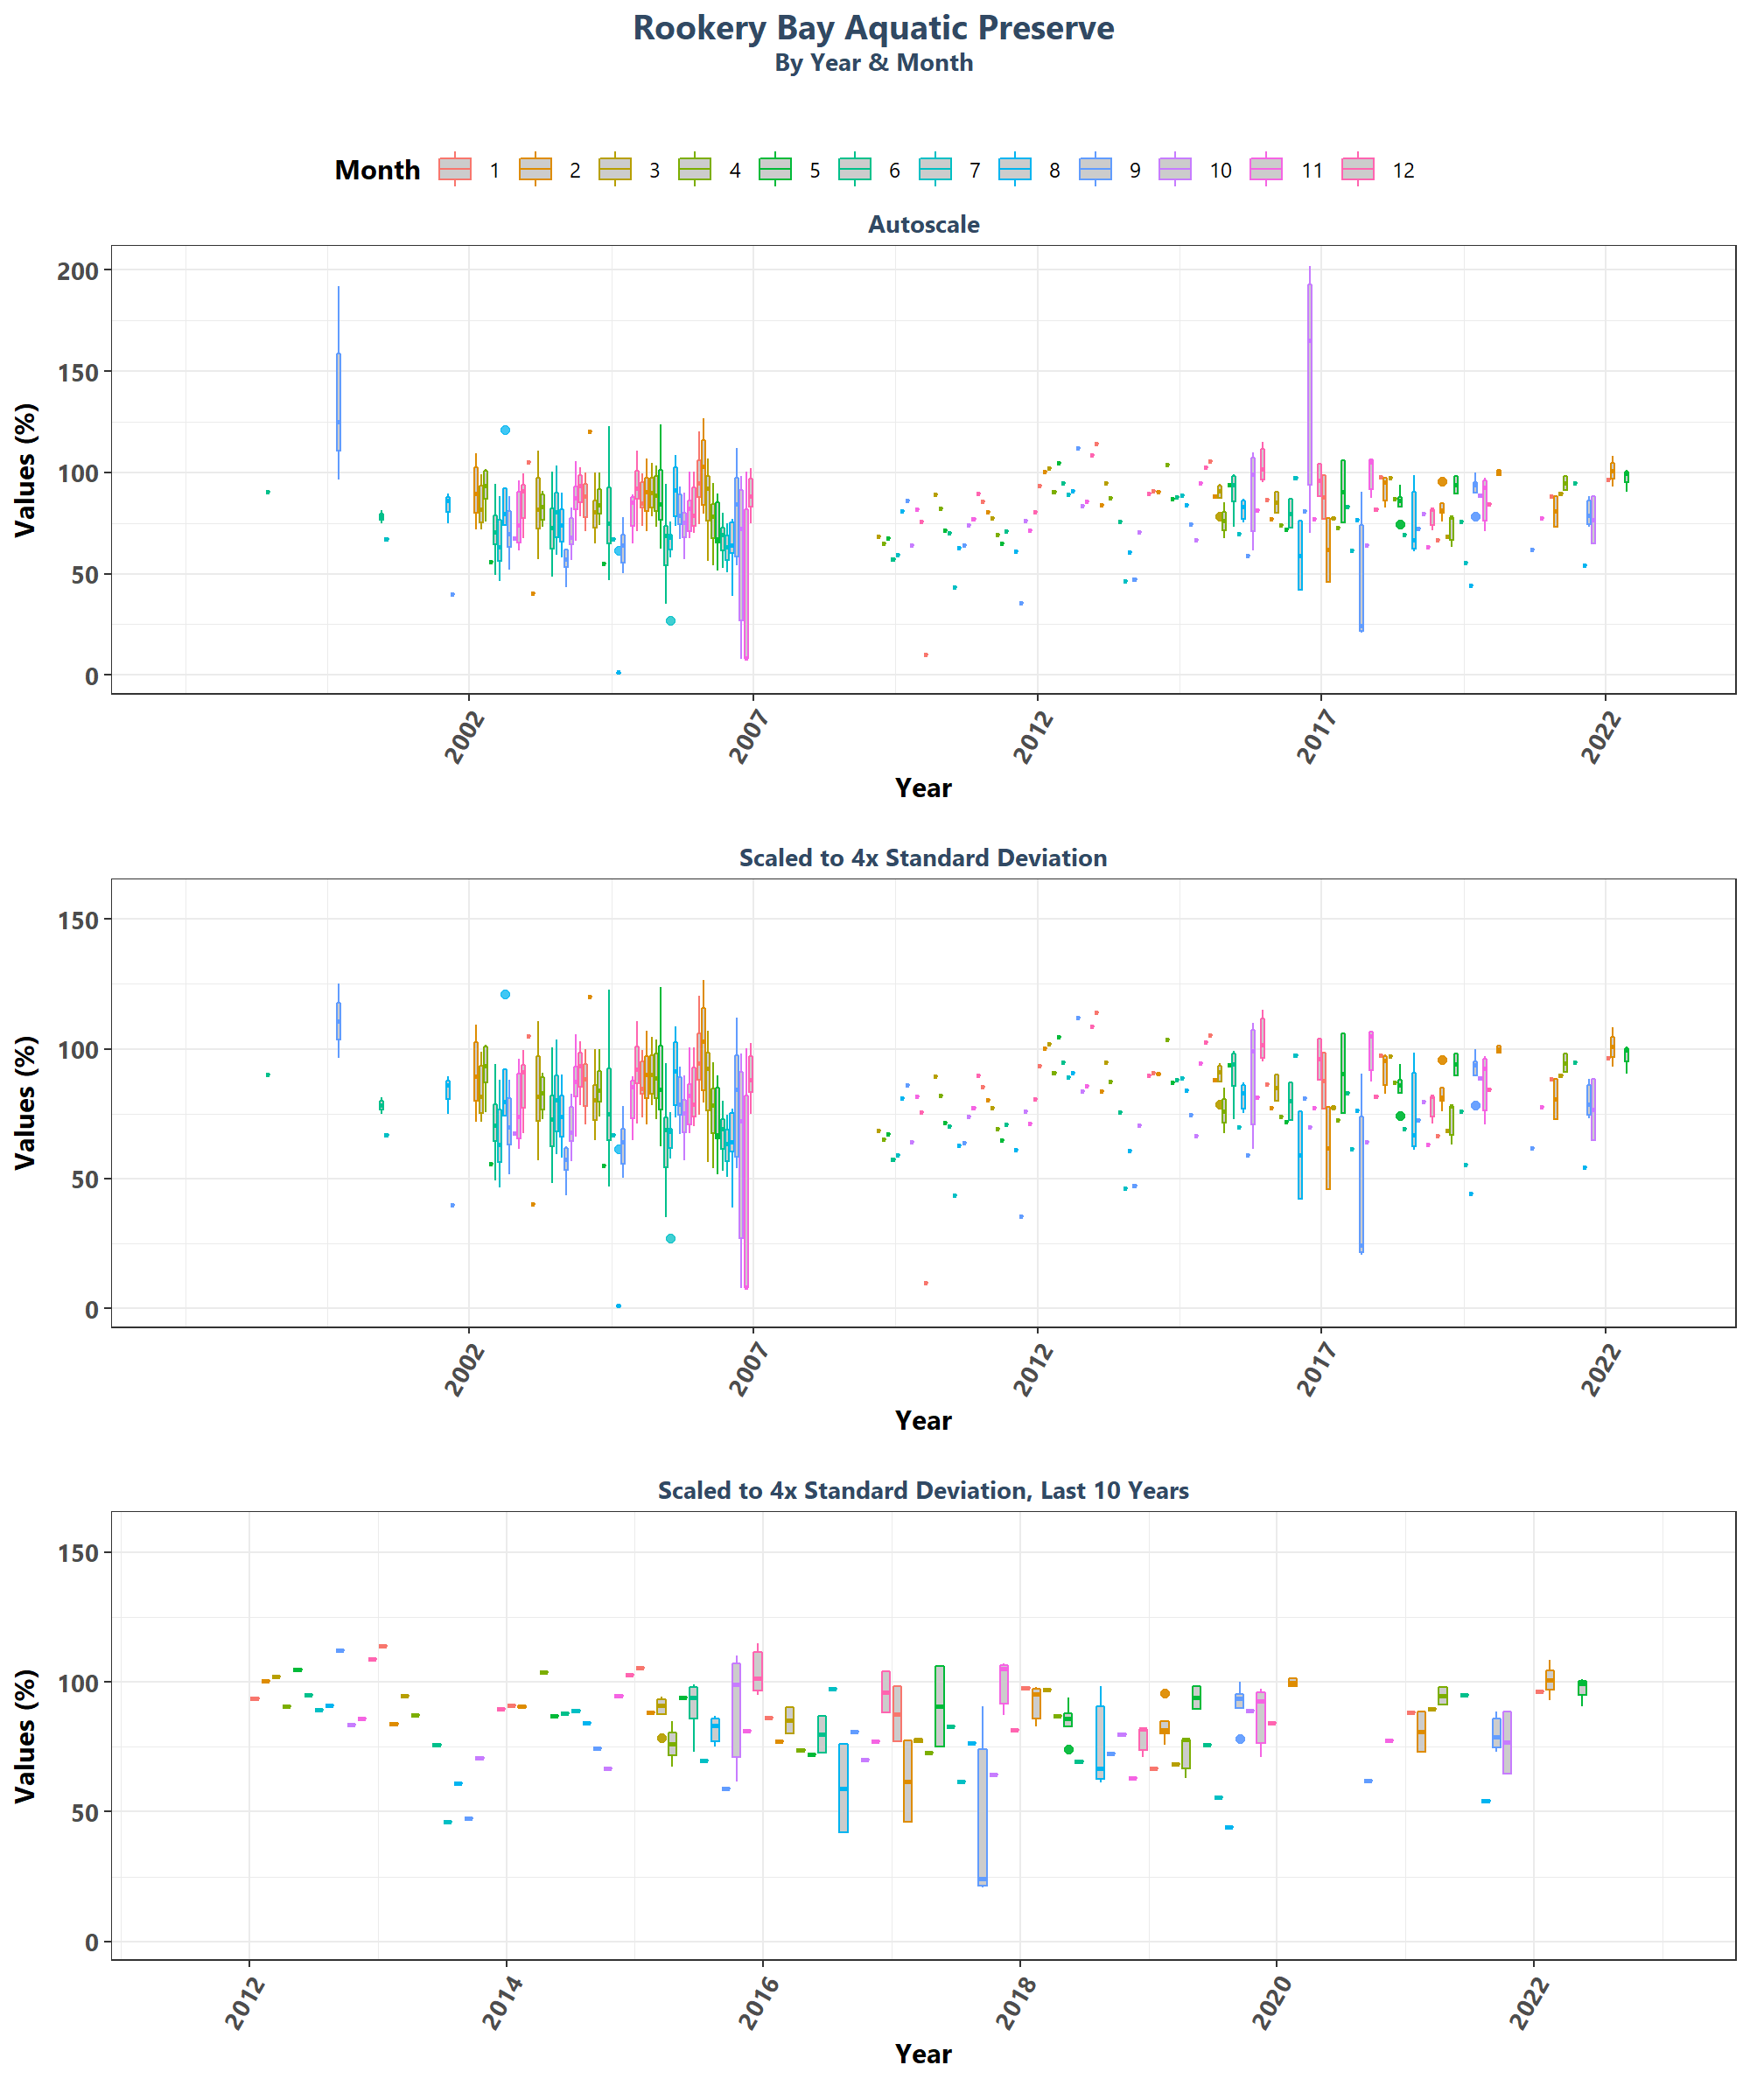 Rookery Bay Aquatic Preserve
By Year & Month
Month 1 2 3 4 5 6 7 8 9 10 11 12
Autoscale
Values (%)
200
150
100
50
0
2002 2007 2012 2017 2022
Year
Scaled to 4x Standard Deviation
Values (%)
150
100
50
0
2002 2007 2012 2017 2022
Year
Scaled to 4x Standard Deviation, Last 10 Years
Values (%)
150
100
50
0
2012 2014 2016 2018 2020 2022
Year